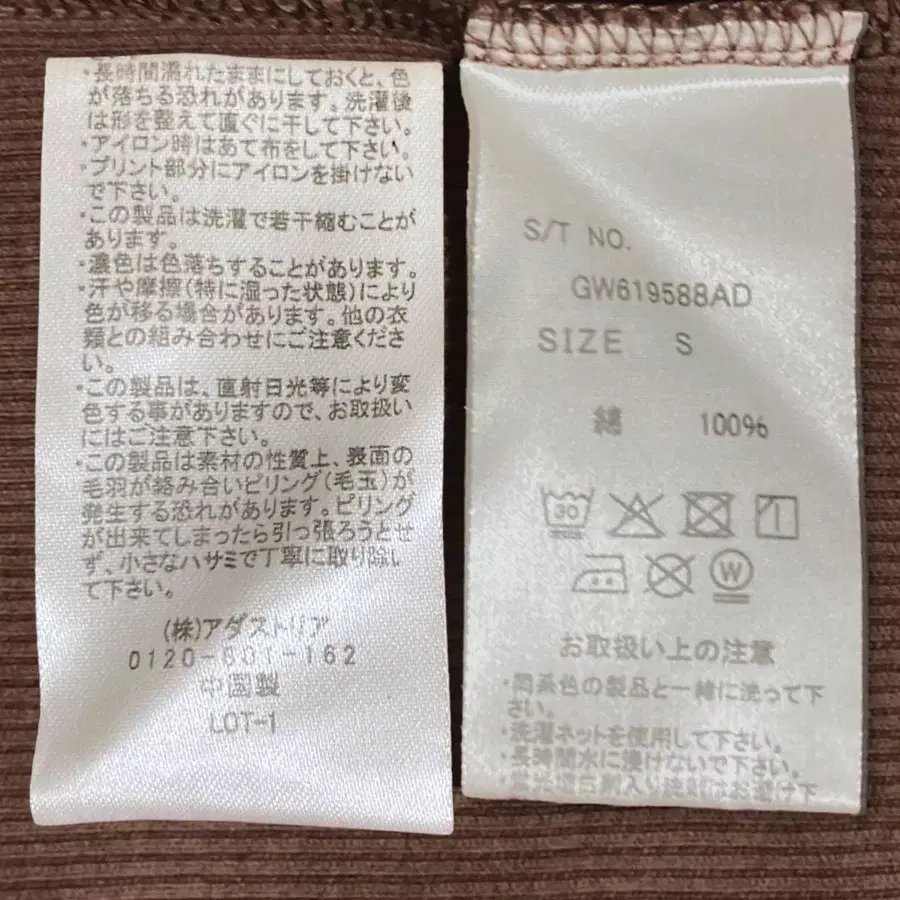 ・長時間濡れたままにしておくと、色
が落ちる恐れがあります。洗濯後
は形を整えて直ぐに干して下さい。
・アイロン時はあて布をして下さい。
・プリント部分にアイロンを掛けない
で下さい。
・この製品は洗濯で若干縮むことが
あります。
・濃色は色落ちすることがあります。
・汗や摩擦(特に湿った状態)により
色が移る場合があります。他の衣
類との組み合わせにご注意くださ
い。
・この製品は、直射日光等により変
色する事がありますので、お取扱い
にはご注意下さい。
・この製品は素材の性質上、表面の
毛羽が絡み合いピリング(毛玉)が
発生する恐れがあります。ピリング
が出来てしまったら引っ張ろうとせ
ず、小さなハサミで丁寧に取り除い
て下さい。
(株)アダストリア
0120-601-162
中国製
LOT-1
S/T NO.
GW619588AD
SIZE S
綿 100%
30
W
お取扱い上の注意
・同系色の製品と一緒に洗って下
さい。
・洗濯ネットを使用して下さい。
・長時間水に浸けないで下さい。